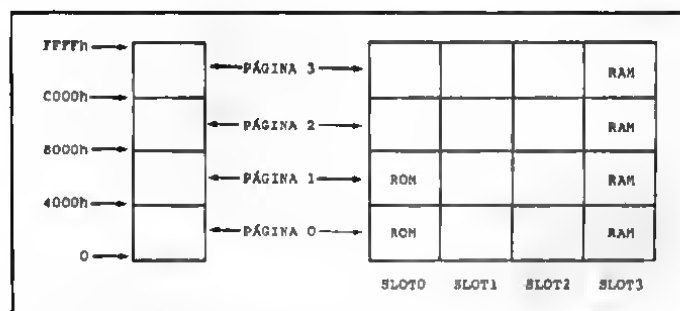 FFFFh
PÁGINA 3 RAM
C000h
PÁGINA 2 RAM
8000h
PÁGINA 1 ROM RAM
4000h
PÁGINA 0 ROM RAM
0
SLOT0 SLOT1 SLOT2 SLOT3